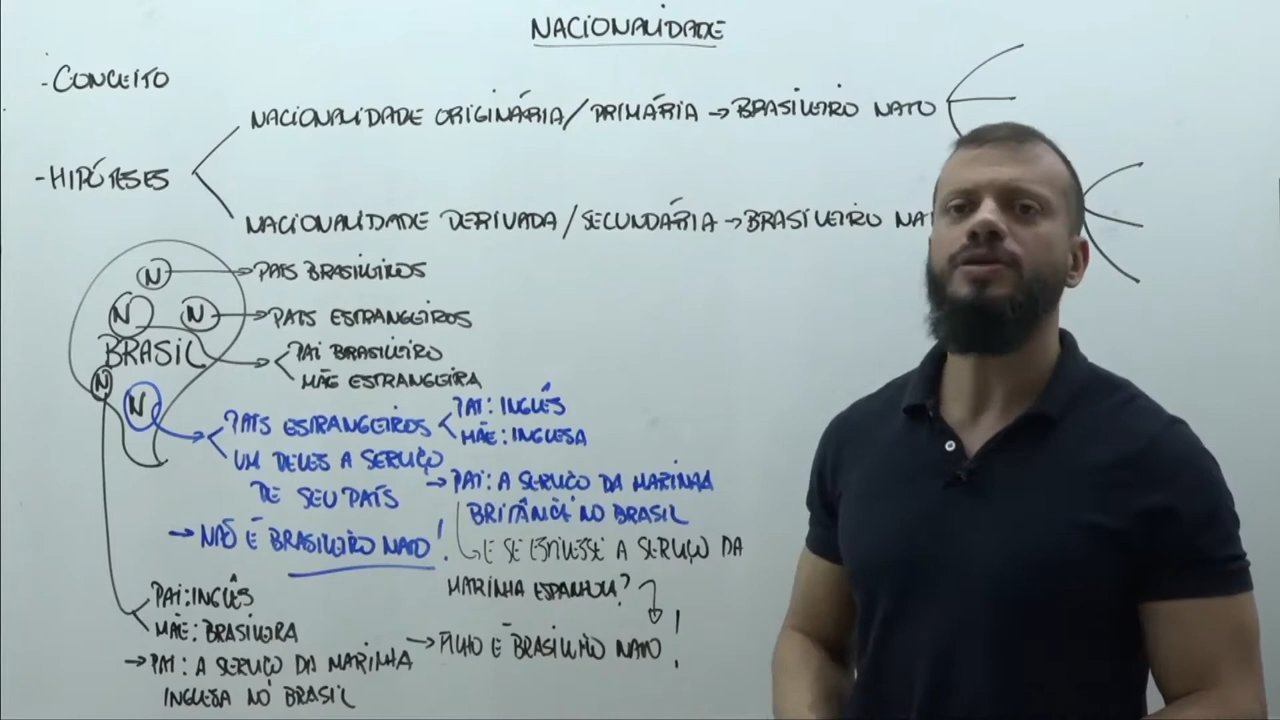 NACIONALIDADE
- CONCEITO
NACIONALIDADE ORIGINÁRIA/PRIMÁRIA → BRASILEIRO NATO
- HIPÓTESES
NACIONALIDADE DERIVADA/SECUNDÁRIA → BRASILEIRO NA
N → PAIS BRASILEIROS
N N → PAIS ESTRANGEIROS
BRASIL
PAI BRASILEIRO
MÃE ESTRANGEIRA
N
N
PAIS ESTRANGEIROS
PAI: INGLÊS
MÃE: INGLESA
UM DELES A SERVIÇO
DE SEU PAÍS
→ PAI: A SERVIÇO DA MARINHA
BRITÂNICA NO BRASIL
→ NÃO É BRASILEIRO NATO!
E SE ESTIVESSE A SERVIÇO DA
MARINHA ESPANHOLA?
PAI: INGLÊS
MÃE: BRASILEIRA
→ FILHO É BRASILEIRO NATO!
→ PAI: A SERVIÇO DA MARINHA
INGLESA NO BRASIL